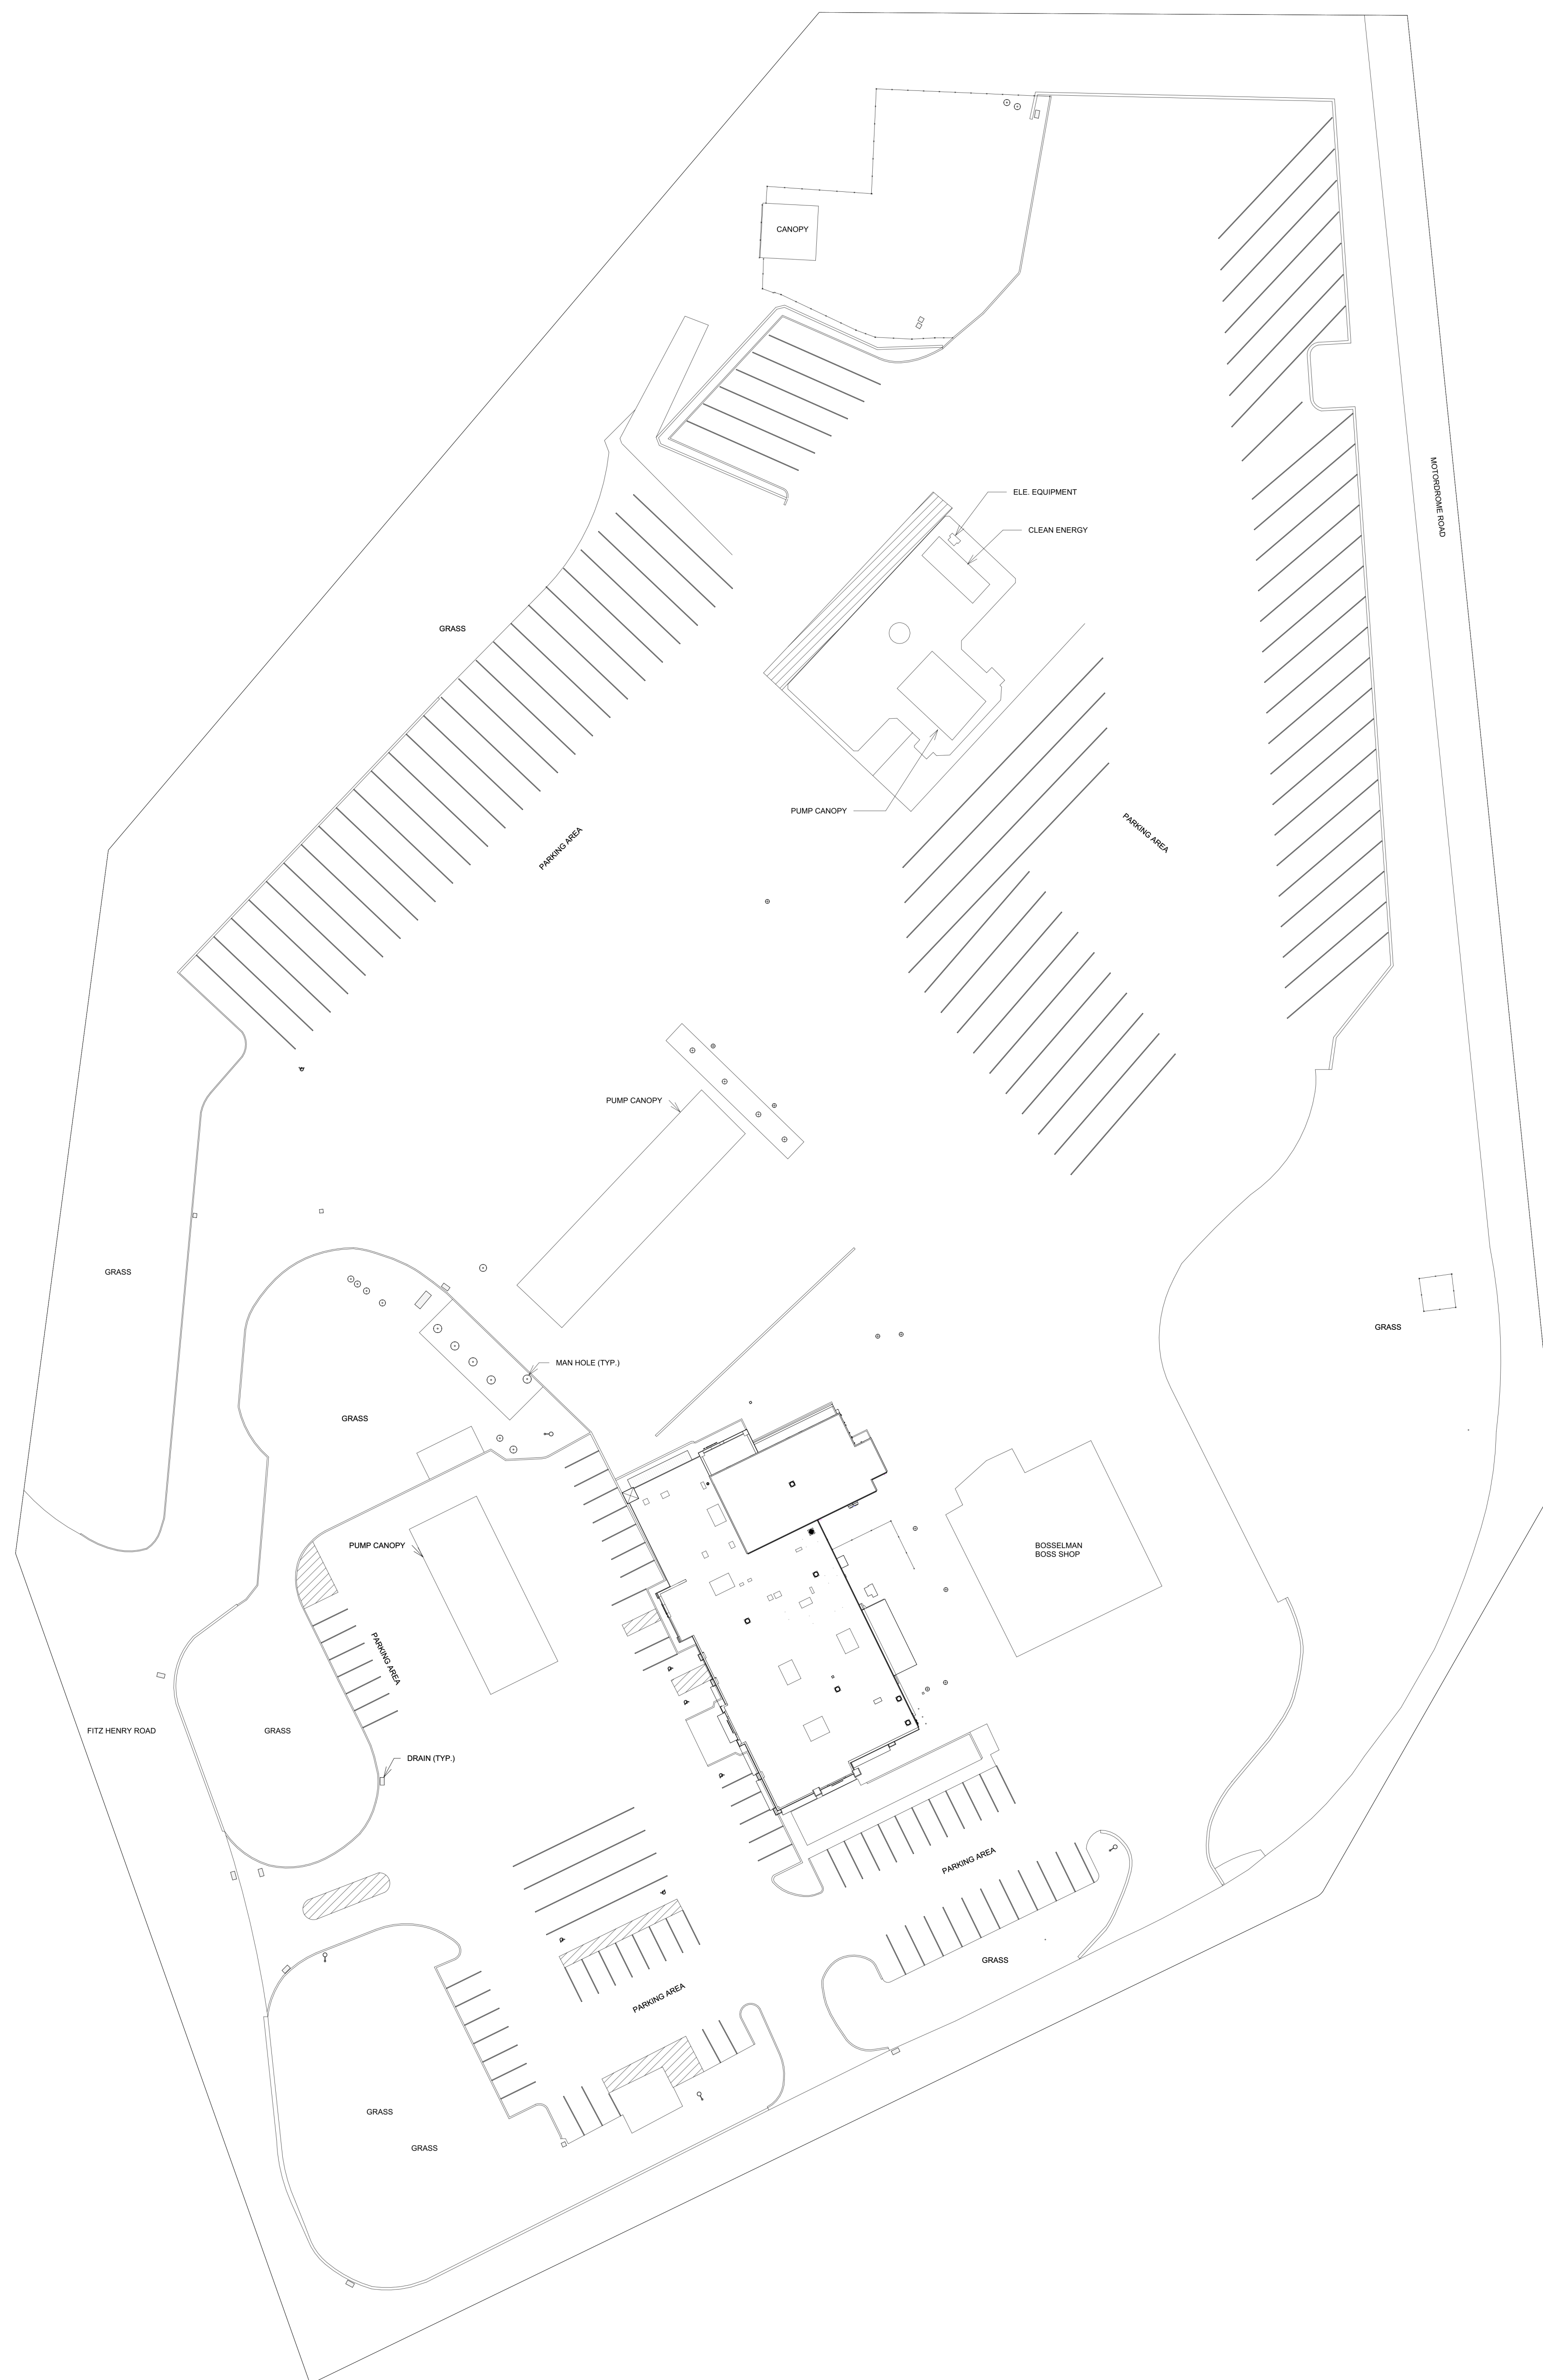 CANOPY
MOTORDROME ROAD
ELE. EQUIPMENT
CLEAN ENERGY
GRASS
PUMP CANOPY
PARKING AREA
PARKING AREA
PUMP CANOPY
GRASS
GRASS
MAN HOLE (TYP.)
GRASS
PUMP CANOPY
BOSSELMAN
BOSS SHOP
PARKING AREA
FITZ HENRY ROAD
GRASS
DRAIN (TYP.)
PARKING AREA
GRASS
PARKING AREA
GRASS
GRASS